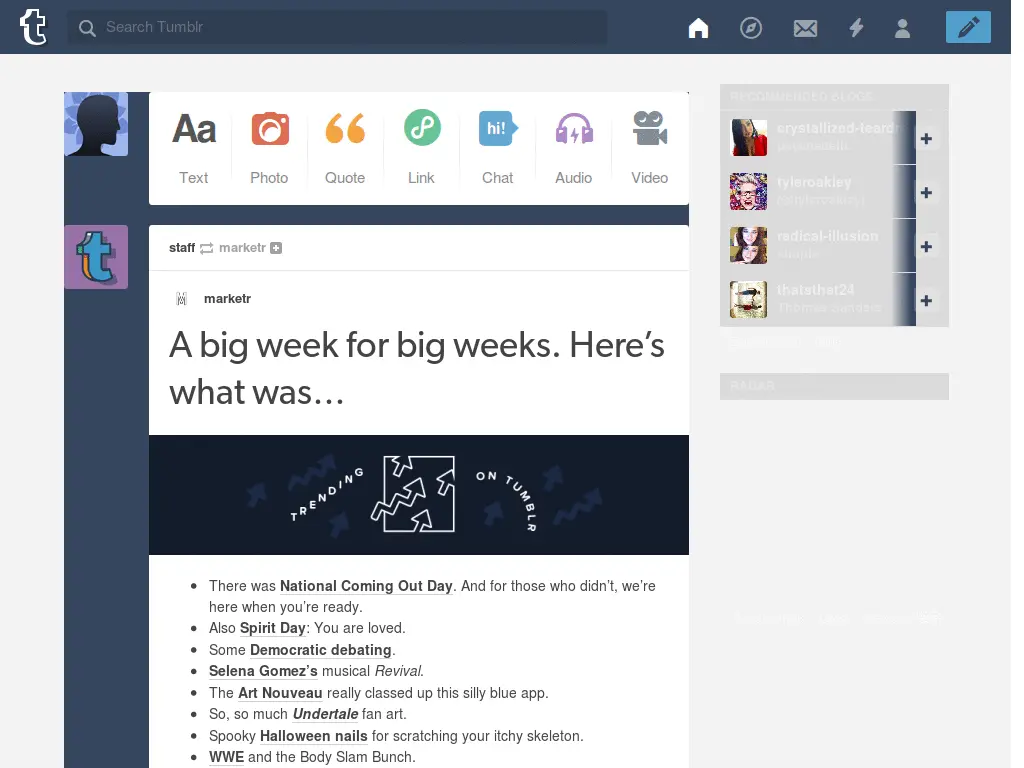 Search Tumblr
Aa
hi!
Text
Photo
Quote
Link
Chat
Audio
Video
staff marketr
marketr
A big week for big weeks. Here’s
what was…
TRENDING ON TUMBLR
There was National Coming Out Day. And for those who didn’t, we’re
here when you’re ready.
Also Spirit Day: You are loved.
Some Democratic debating.
Selena Gomez’s musical Revival.
The Art Nouveau really classed up this silly blue app.
So, so much Undertale fan art.
Spooky Halloween nails for scratching your itchy skeleton.
WWE and the Body Slam Bunch.
RECOMMENDED BLOGS
crystallized-teardr
tyleroakley
radical-illusion
thatsthat24
Thomas Sanders
RADAR